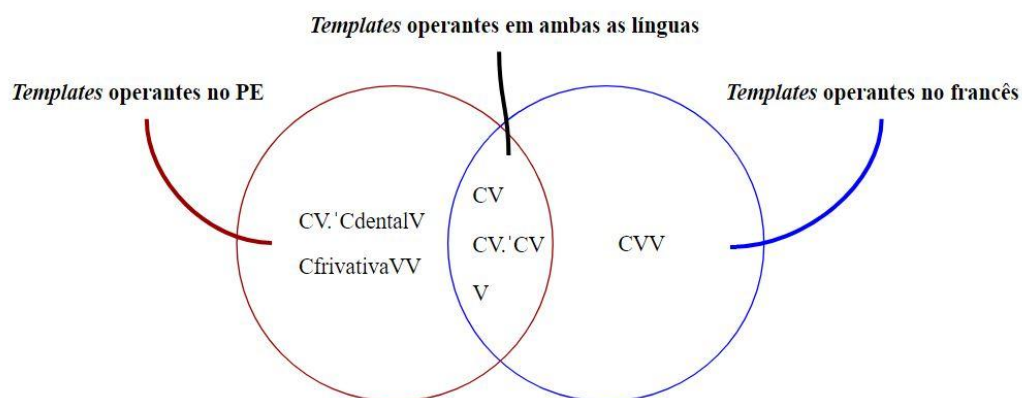 Templates operantes em ambas as línguas
Templates operantes no PE
Templates operantes no francês
CV.ˈCdentalV
CfrivativaVV
CV
CV.ˈCV
V
CVV